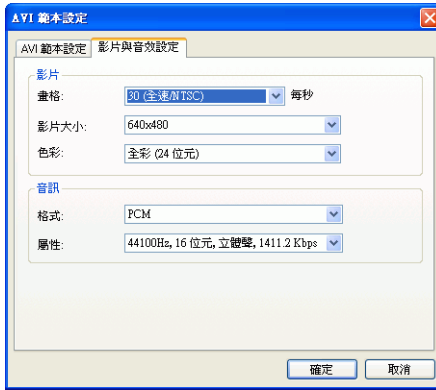 AVI 範本設定
AVI 範本設定 影片與音效設定
影片
畫格: 30 (全速/NTSC) 每秒
影片大小: 640x480
色彩: 全彩 (24 位元)
音訊
格式: PCM
屬性: 44100Hz, 16 位元, 立體聲, 1411.2 Kbps
確定 取消